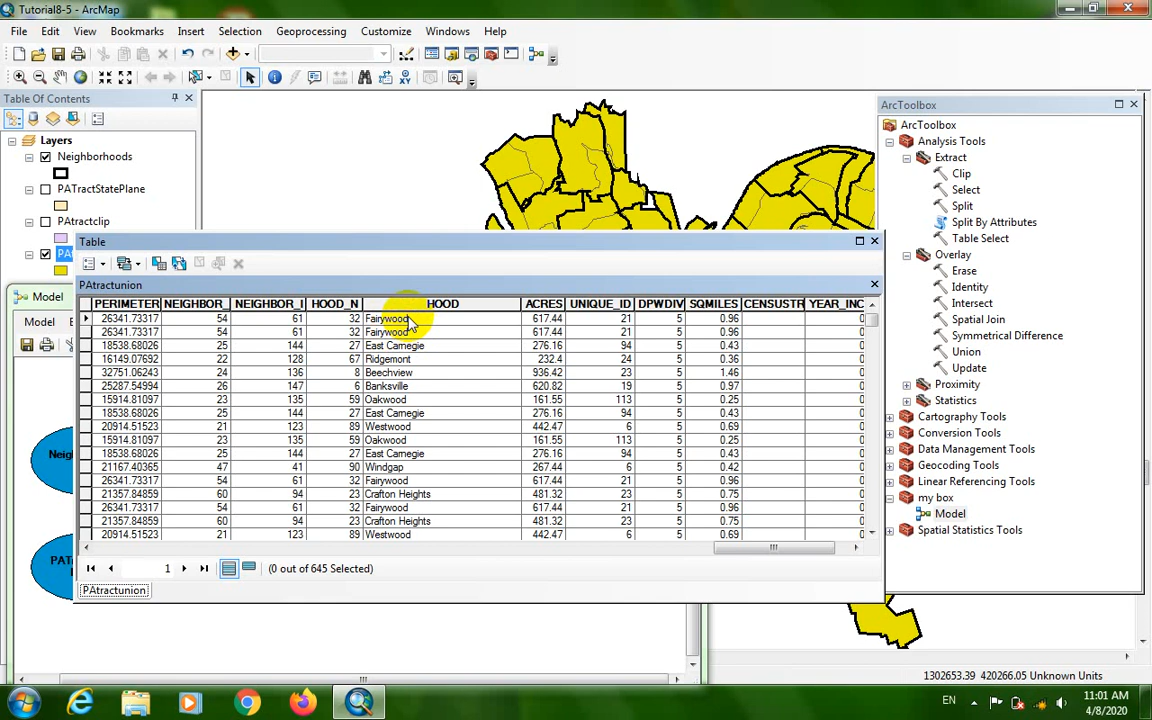 Tutorial8-5 - ArcMap
File Edit View Bookmarks Insert Selection Geoprocessing Customize Windows Help
Table Of Contents
Layers
Neighborhoods
PATractStatePlane
PAtractclip
ArcToolbox
ArcToolbox
Analysis Tools
Extract
Clip
Select
Split
Split By Attributes
Table Select
Overlay
Erase
Identity
Intersect
Spatial Join
Symmetrical Difference
Union
Update
Proximity
Statistics
Cartography Tools
Conversion Tools
Data Management Tools
Geocoding Tools
Linear Referencing Tools
my box
Model
Spatial Statistics Tools
Model
Model
Table
PAtractunion
PERIMETER NEIGHBOR_ NEIGHBOR_I HOOD_N HOOD ACRES UNIQUE_ID DPWDIV SQMILES CENSUSTR YEAR_INC
26341.73317 54 61 32 Fairywood 617.44 21 5 0.96 0
26341.73317 54 61 32 Fairywood 617.44 21 5 0.96 0
18538.68026 25 144 27 East Carnegie 276.16 94 5 0.43 0
16149.07692 22 128 67 Ridgemont 232.4 24 5 0.36 0
32751.06243 24 136 8 Beechview 936.42 23 5 1.46 0
25287.54994 26 147 6 Banksville 620.82 19 5 0.97 0
15914.81097 23 135 59 Oakwood 161.55 113 5 0.25 0
18538.68026 25 144 27 East Carnegie 276.16 94 5 0.43 0
20914.51523 21 123 89 Westwood 442.47 21 5 0.69 0
15914.81097 23 135 59 Oakwood 161.55 113 5 0.25 0
18538.68026 25 144 27 East Carnegie 276.16 94 5 0.43 0
21167.40365 47 41 90 Windgap 267.44 6 5 0.42 0
26341.73317 54 61 32 Fairywood 617.44 21 5 0.96 0
21357.84859 60 94 23 Crafton Heights 481.32 23 5 0.75 0
26341.73317 54 61 32 Fairywood 617.44 21 5 0.96 0
21357.84859 60 94 23 Crafton Heights 481.32 23 5 0.75 0
20914.51523 21 123 89 Westwood 442.47 21 5 0.69 0
1 (0 out of 645 Selected)
PAtractunion
1302653.39 420266.05 Unknown Units
EN
11:01 AM
4/8/2020